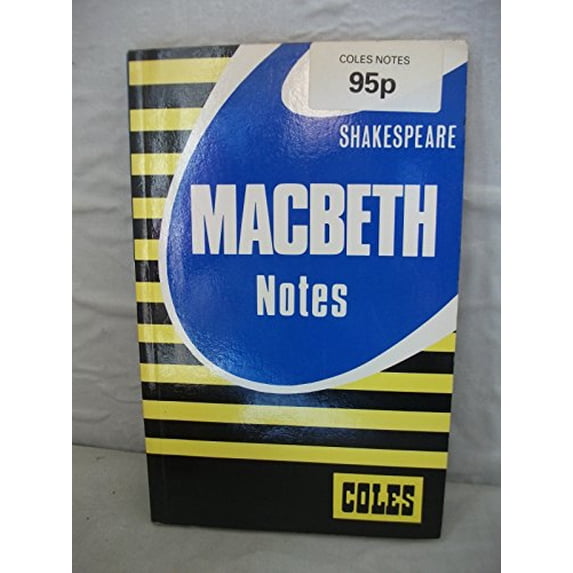 COLES NOTES
95p
SHAKESPEARE
MACBETH
Notes
COLES